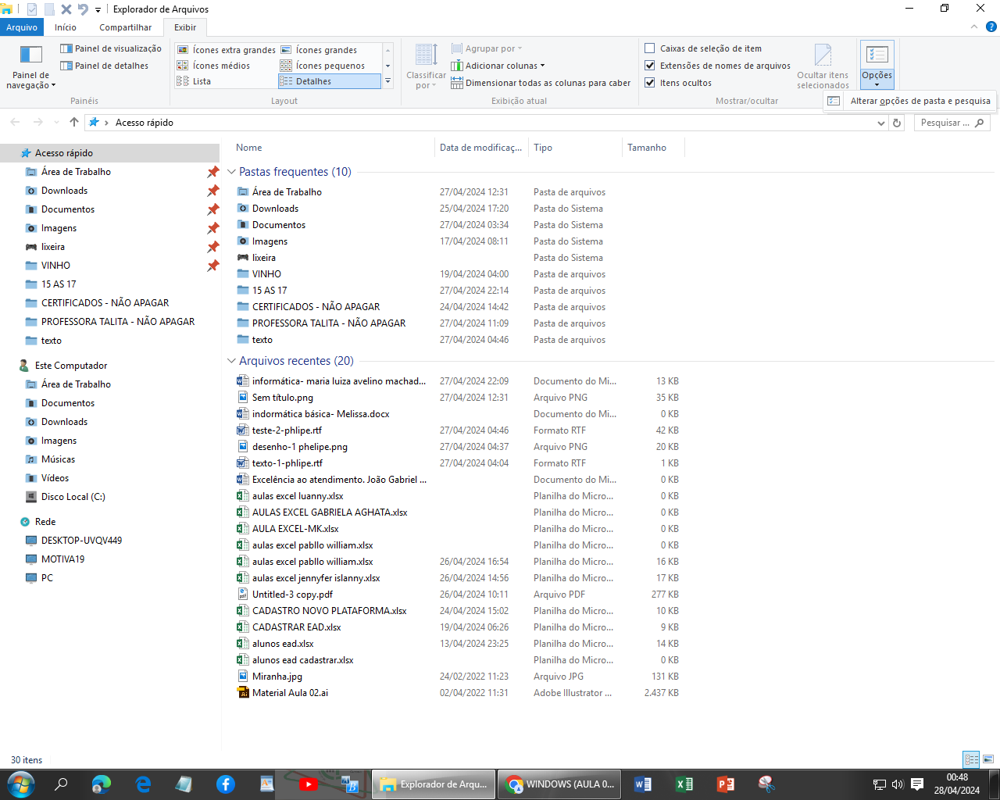 Explorador de Arquivos
Arquivo Início Compartilhar Exibir
Painel de navegação
Painel de visualização
Painel de detalhes
Painéis
Ícones extra grandes Ícones grandes
Ícones médios Ícones pequenos
Lista Detalhes
Layout
Classificar por
Agrupar por
Adicionar colunas
Dimensionar todas as colunas para caber
Exibição atual
Caixas de seleção de item
Extensões de nomes de arquivos
Itens ocultos
Ocultar itens selecionados
Mostrar/ocultar
Opções
Alterar opções de pasta e pesquisa
Acesso rápido
Pesquisar ...
Acesso rápido
Área de Trabalho
Downloads
Documentos
Imagens
lixeira
VINHO
15 AS 17
CERTIFICADOS - NÃO APAGAR
PROFESSORA TALITA - NÃO APAGAR
texto
Este Computador
Área de Trabalho
Documentos
Downloads
Imagens
Músicas
Vídeos
Disco Local (C:)
Rede
DESKTOP-UVQV449
MOTIVA19
PC
Nome Data de modificaç... Tipo Tamanho
Pastas frequentes (10)
Área de Trabalho 27/04/2024 12:31 Pasta de arquivos
Downloads 25/04/2024 17:20 Pasta do Sistema
Documentos 27/04/2024 03:34 Pasta do Sistema
Imagens 17/04/2024 08:11 Pasta do Sistema
lixeira Pasta do Sistema
VINHO 19/04/2024 04:00 Pasta de arquivos
15 AS 17 27/04/2024 22:14 Pasta de arquivos
CERTIFICADOS - NÃO APAGAR 24/04/2024 14:42 Pasta de arquivos
PROFESSORA TALITA - NÃO APAGAR 27/04/2024 11:09 Pasta de arquivos
texto 27/04/2024 04:46 Pasta de arquivos
Arquivos recentes (20)
informática- maria luiza avelino machad... 27/04/2024 22:09 Documento do Mi... 13 KB
Sem título.png 27/04/2024 12:31 Arquivo PNG 35 KB
indormática básica- Melissa.docx Documento do Mi... 0 KB
teste-2-phlipe.rtf 27/04/2024 04:46 Formato RTF 42 KB
desenho-1 phelipe.png 27/04/2024 04:37 Arquivo PNG 20 KB
texto-1-phlipe.rtf 27/04/2024 04:04 Formato RTF 1 KB
Excelência ao atendimento. João Gabriel ... Documento do Mi... 0 KB
aulas excel luanny.xlsx Planilha do Micro... 0 KB
AULAS EXCEL GABRIELA AGHATA.xlsx Planilha do Micro... 0 KB
AULA EXCEL-MK.xlsx Planilha do Micro... 0 KB
aulas excel pabllo william.xlsx Planilha do Micro... 0 KB
aulas excel pabllo william.xlsx 26/04/2024 16:54 Planilha do Micro... 16 KB
aulas excel jennyfer islanny.xlsx 26/04/2024 14:56 Planilha do Micro... 17 KB
Untitled-3 copy.pdf 26/04/2024 10:11 Arquivo PDF 277 KB
CADASTRO NOVO PLATAFORMA.xlsx 24/04/2024 15:02 Planilha do Micro... 10 KB
CADASTRAR EAD.xlsx 19/04/2024 06:26 Planilha do Micro... 9 KB
alunos ead.xlsx 13/04/2024 23:25 Planilha do Micro... 14 KB
alunos ead cadastrar.xlsx Planilha do Micro... 0 KB
Miranha.jpg 24/02/2022 11:23 Arquivo JPG 131 KB
Material Aula 02.ai 02/04/2022 11:31 Adobe Illustrator ... 2.437 KB
30 itens
Explorador de Arqu...
WINDOWS (AULA 0...
00:48
28/04/2024